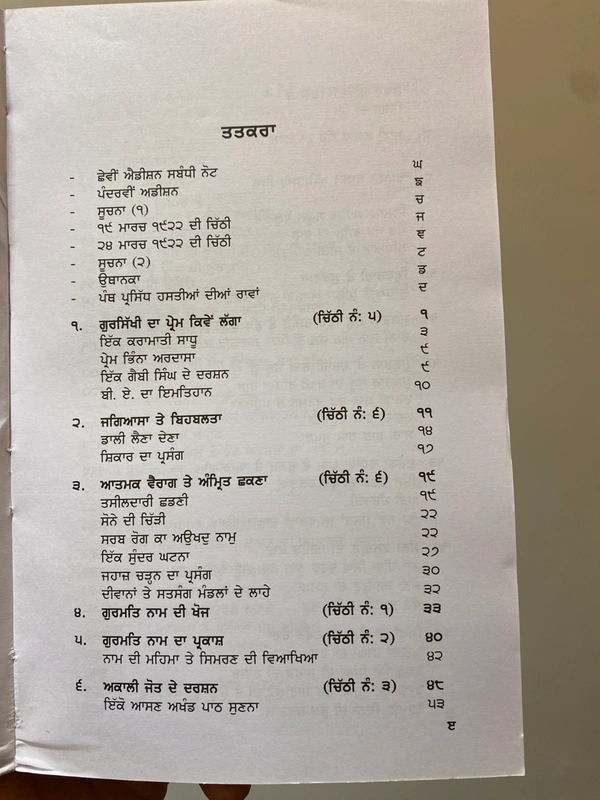 ਤਤਕਰਾ
- ਛੇਵੀਂ ਐਡੀਸ਼ਨ ਸਬੰਧੀ ਨੋਟ ਘ
- ਪੰਦਰਵੀਂ ਅਡੀਸ਼ਨ ਙ
- ਸੂਚਨਾ (੧) ਚ
- ੧੯ ਮਾਰਚ ੧੯੨੨ ਦੀ ਚਿੱਠੀ ਜ
- ੨੪ ਮਾਰਚ ੧੯੨੨ ਦੀ ਚਿੱਠੀ ਞ
- ਸੂਚਨਾ (੨) ਟ
- ਉਥਾਨਕਾ ਡ
- ਪੰਥ ਪ੍ਰਸਿੱਧ ਹਸਤੀਆਂ ਦੀਆਂ ਰਾਵਾਂ ਦ
੧. ਗੁਰਸਿੱਖੀ ਦਾ ਪ੍ਰੇਮ ਕਿਵੇਂ ਲੱਗਾ (ਚਿੱਠੀ ਨੰ: ੫) ੧
ਇੱਕ ਕਰਾਮਾਤੀ ਸਾਧੂ ੩
ਪ੍ਰੇਮ ਭਿੰਨਾ ਅਰਦਾਸਾ ੯
ਇੱਕ ਗੈਬੀ ਸਿੰਘ ਦੇ ਦਰਸ਼ਨ ੯
ਬੀ. ਏ. ਦਾ ਇਮਤਿਹਾਨ ੧੦
੨. ਜਗਿਆਸਾ ਤੇ ਬਿਹਬਲਤਾ (ਚਿੱਠੀ ਨੰ: ੬) ੧੧
ਡਾਲੀ ਲੈਣਾ ਦੇਣਾ ੧੪
ਸ਼ਿਕਾਰ ਦਾ ਪ੍ਰਸੰਗ ੧੭
੩. ਆਤਮਕ ਵੈਰਾਗ ਤੇ ਅੰਮ੍ਰਿਤ ਛਕਣਾ (ਚਿੱਠੀ ਨੰ: ੬) ੧੯
ਤਸੀਲਦਾਰੀ ਛਡਣੀ ੧੯
ਸੋਨੇ ਦੀ ਚਿੱੜੀ ੨੨
ਸਰਬ ਰੋਗ ਕਾ ਅਉਖਦੁ ਨਾਮੁ ੨੨
ਇੱਕ ਸੁੰਦਰ ਘਟਨਾ ੨੭
ਜਹਾਜ਼ ਚੜ੍ਹਨ ਦਾ ਪ੍ਰਸੰਗ ੩੦
ਦੀਵਾਨਾਂ ਤੇ ਸਤਸੰਗ ਮੰਡਲਾਂ ਦੇ ਲਾਹੇ ੩੨
੪. ਗੁਰਮਤਿ ਨਾਮ ਦੀ ਖੋਜ (ਚਿੱਠੀ ਨੰ: ੧) ੩੩
੫. ਗੁਰਮਤਿ ਨਾਮ ਦਾ ਪ੍ਰਕਾਸ਼ (ਚਿੱਠੀ ਨੰ: ੨) ੪੦
ਨਾਮ ਦੀ ਮਹਿਮਾ ਤੇ ਸਿਮਰਣ ਦੀ ਵਿਆਖਿਆ ੪੨
੬. ਅਕਾਲੀ ਜੋਤ ਦੇ ਦਰਸ਼ਨ (ਚਿੱਠੀ ਨੰ: ੩) ੪੮
ਇੱਕੋ ਆਸਣ ਅਖੰਡ ਪਾਠ ਸੁਣਨਾ ੫੩
ੲ